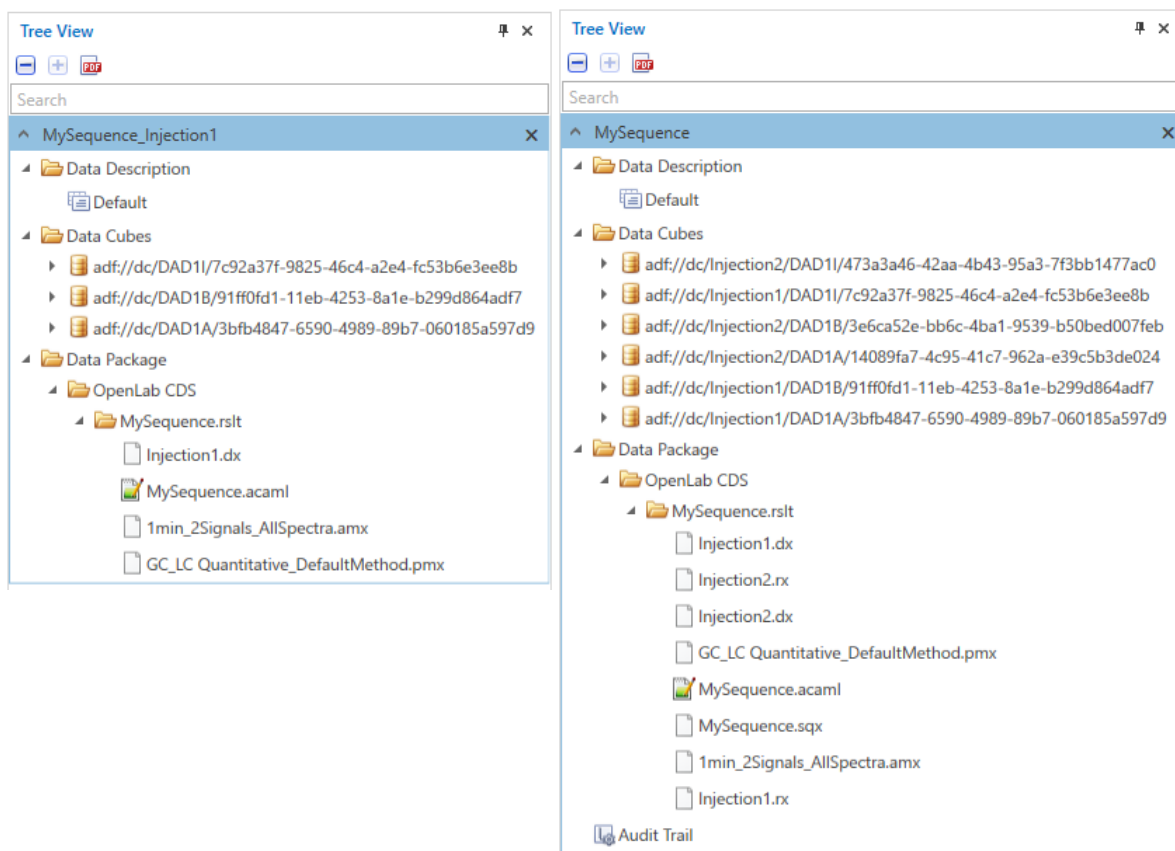 Tree View
PDF
Search
MySequence_Injection1
Data Description
Default
Data Cubes
adf://dc/DAD1I/7c92a37f-9825-46c4-a2e4-fc53b6e3ee8b
adf://dc/DAD1B/91ff0fd1-11eb-4253-8a1e-b299d864adf7
adf://dc/DAD1A/3bfb4847-6590-4989-89b7-060185a597d9
Data Package
OpenLab CDS
MySequence.rslt
Injection1.dx
MySequence.acaml
1min_2Signals_AllSpectra.amx
GC_LC Quantitative_DefaultMethod.pmx
Tree View
PDF
Search
MySequence
Data Description
Default
Data Cubes
adf://dc/Injection2/DAD1I/473a3a46-42aa-4b43-95a3-7f3bb1477ac0
adf://dc/Injection1/DAD1I/7c92a37f-9825-46c4-a2e4-fc53b6e3ee8b
adf://dc/Injection2/DAD1B/3e6ca52e-bb6c-4ba1-9539-b50bed007feb
adf://dc/Injection2/DAD1A/14089fa7-4c95-41c7-962a-e39c5b3de024
adf://dc/Injection1/DAD1B/91ff0fd1-11eb-4253-8a1e-b299d864adf7
adf://dc/Injection1/DAD1A/3bfb4847-6590-4989-89b7-060185a597d9
Data Package
OpenLab CDS
MySequence.rslt
Injection1.dx
Injection2.rx
Injection2.dx
GC_LC Quantitative_DefaultMethod.pmx
MySequence.acaml
MySequence.sqx
1min_2Signals_AllSpectra.amx
Injection1.rx
Audit Trail